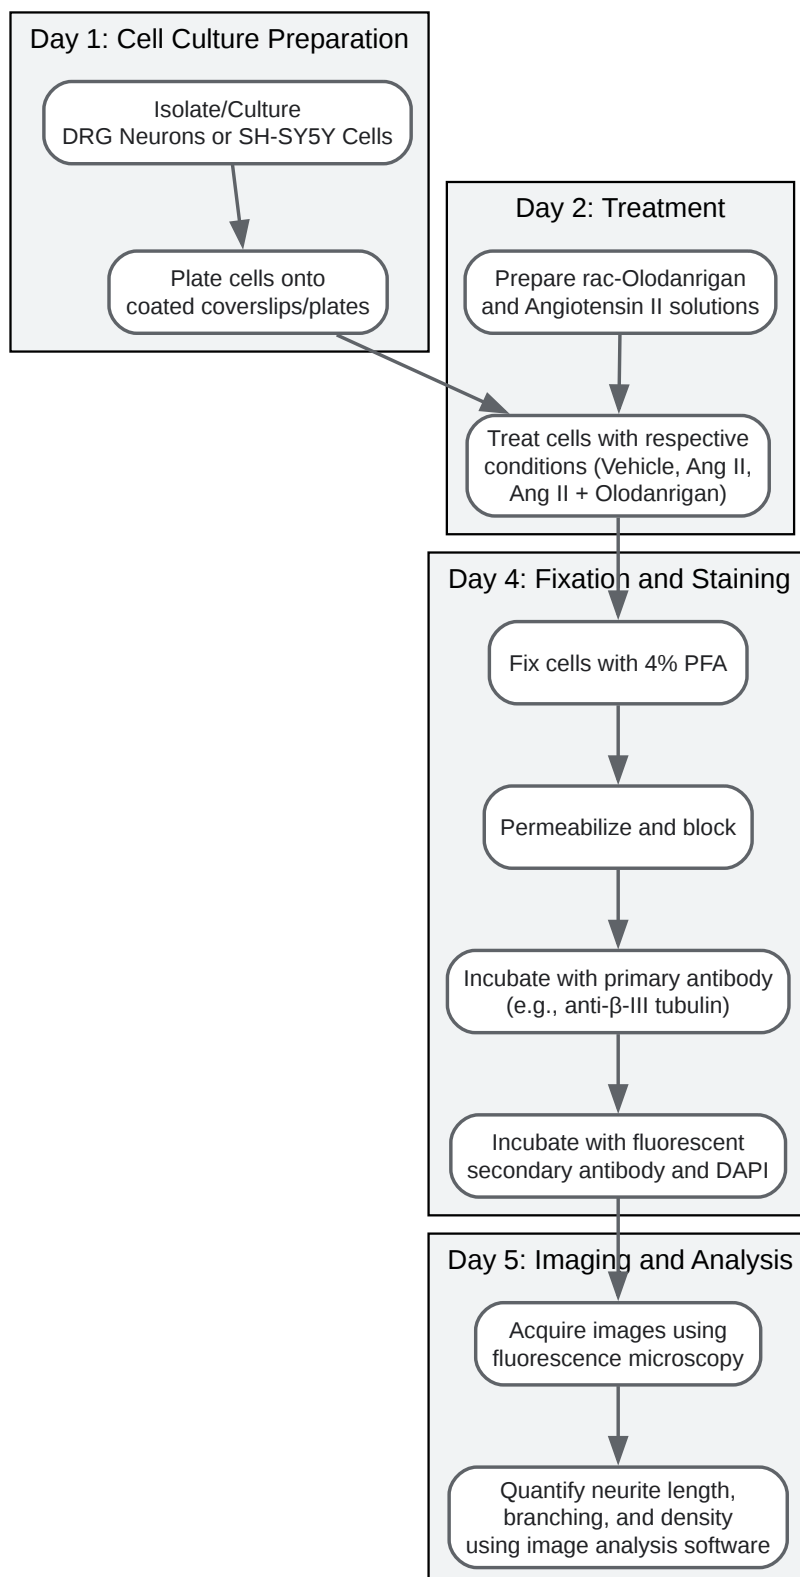 Day 1: Cell Culture Preparation
Isolate/Culture
DRG Neurons or SH-SY5Y Cells
Plate cells onto
coated coverslips/plates
Day 2: Treatment
Prepare rac-Olodanrigan
and Angiotensin II solutions
Treat cells with respective
conditions (Vehicle, Ang II,
Ang II + Olodanrigan)
Day 4: Fixation and Staining
Fix cells with 4% PFA
Permeabilize and block
Incubate with primary antibody
(e.g., anti-β-III tubulin)
Incubate with fluorescent
secondary antibody and DAPI
Day 5: Imaging and Analysis
Acquire images using
fluorescence microscopy
Quantify neurite length,
branching, and density
using image analysis software